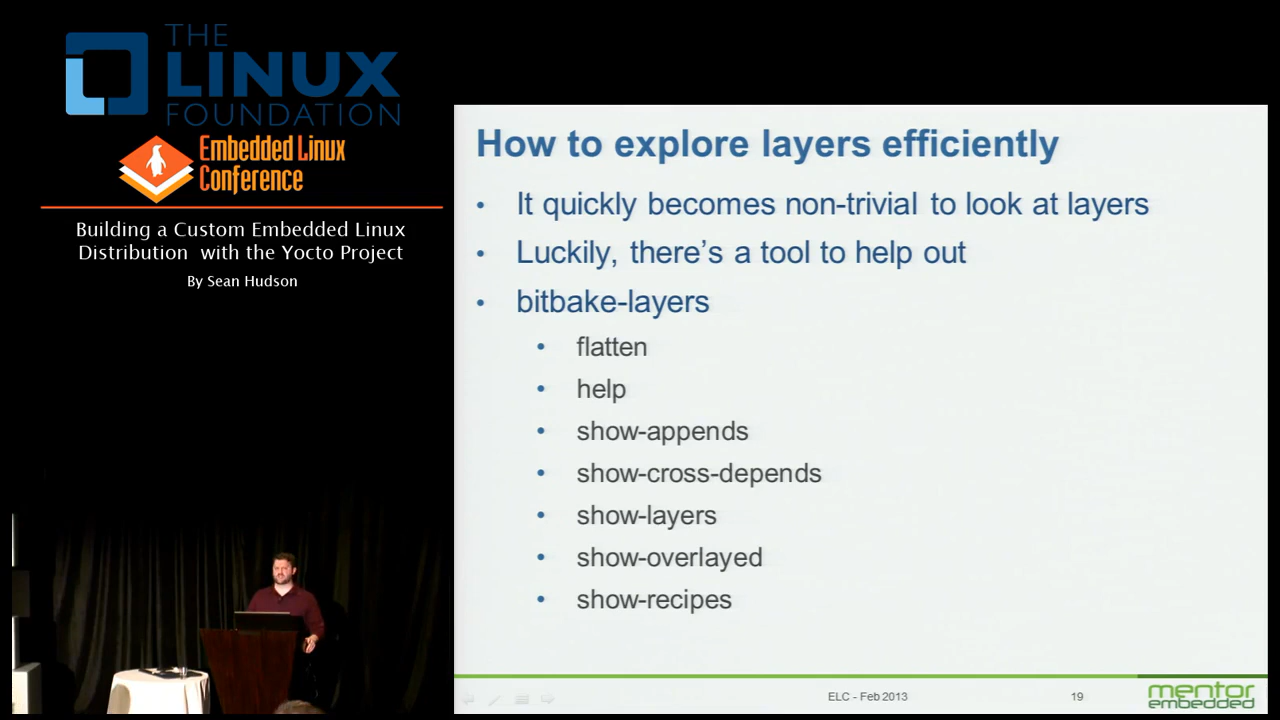 THE
LINUX
FOUNDATION
Embedded Linux
Conference
Building a Custom Embedded Linux
Distribution with the Yocto Project
By Sean Hudson
How to explore layers efficiently
• It quickly becomes non-trivial to look at layers
• Luckily, there's a tool to help out
• bitbake-layers
• flatten
• help
• show-appends
• show-cross-depends
• show-layers
• show-overlayed
• show-recipes
ELC - Feb 2013
19
mentor
embedded